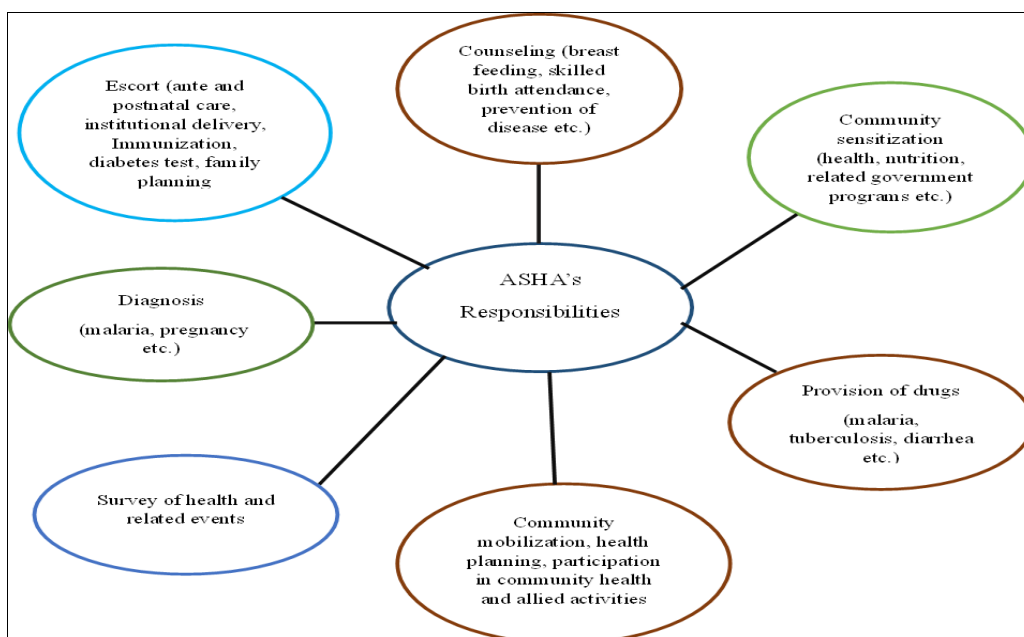 Escort (ante and
postnatal care,
institutional delivery,
Immunization,
diabetes test, family
planning
Counseling (breast
feeding, skilled
birth attendance,
prevention of
disease etc.)
Community
sensitization
(health, nutrition,
related government
programs etc.)
ASHA's
Responsibilities
Diagnosis
(malaria, pregnancy
etc.)
Provision of drugs
(malaria,
tuberculosis, diarrhea
etc.)
Survey of health and
related events
Community
mobilization, health
planning, participation
in community health
and allied activities